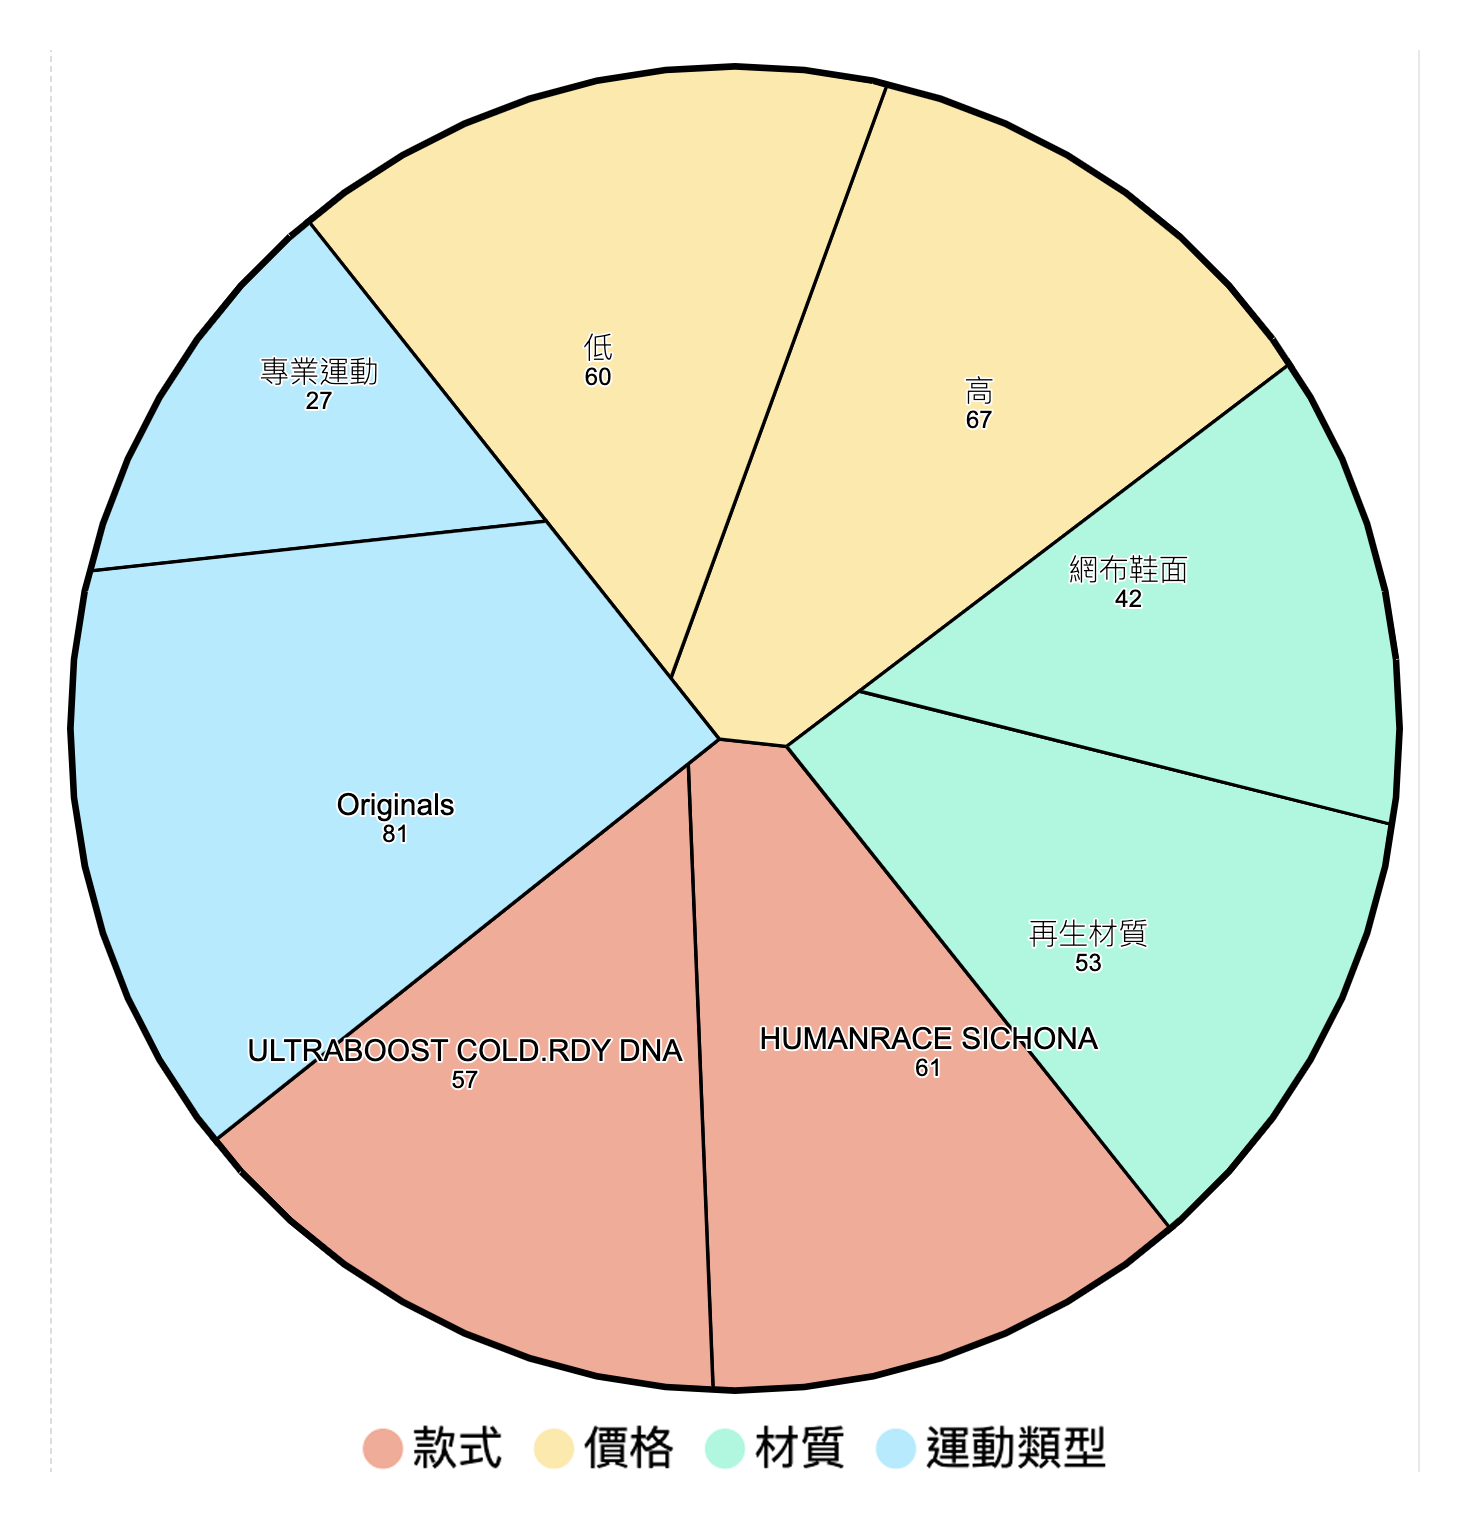 低
60
專業運動
27
高
67
網布鞋面
42
Originals
81
再生材質
53
ULTRABOOST COLD.RDY DNA
57
HUMANRACE SICHONA
61
款式
價格
材質
運動類型